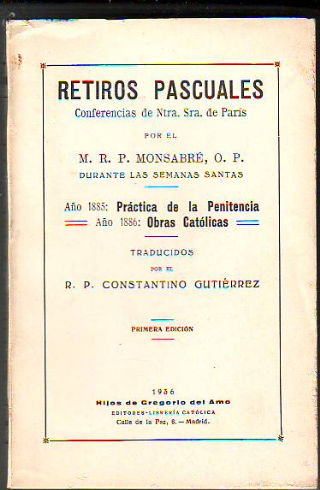 RETIROS PASCUALES
Conferencias de Ntra. Sra. de París
POR EL
M. R. P. MONSABRÉ, O. P.
DURANTE LAS SEMANAS SANTAS
Año 1885: Práctica de la Penitencia
Año 1886: Obras Católicas
TRADUCIDOS
POR EL
R. P. CONSTANTINO GUTIÉRREZ
PRIMERA EDICIÓN
1936
Hijos de Gregorio del Amo
EDITORES-LIBRERÍA CATÓLICA
Calle de la Paz, 6.—Madrid.